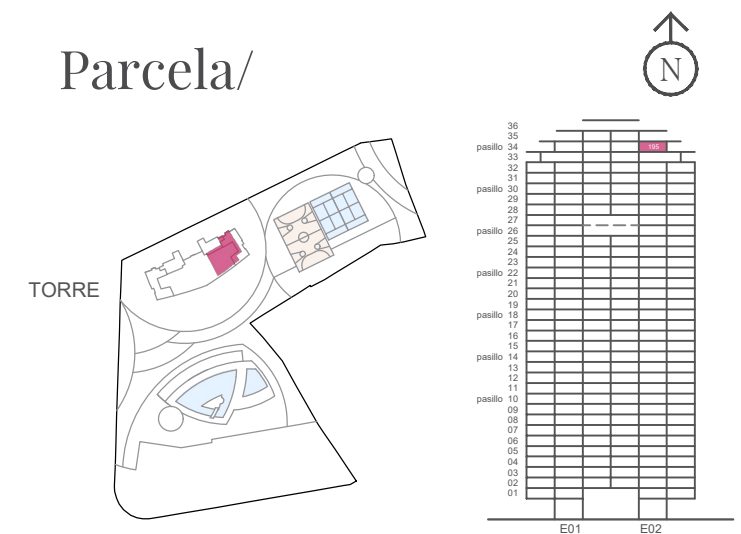 Parcela/
N
TORRE
36
35
pasillo 34
195
33
32
31
pasillo 30
29
28
27
pasillo 26
25
24
23
pasillo 22
21
20
19
pasillo 18
17
16
15
pasillo 14
13
12
11
pasillo 10
09
08
07
06
05
04
03
02
01
E01 E02